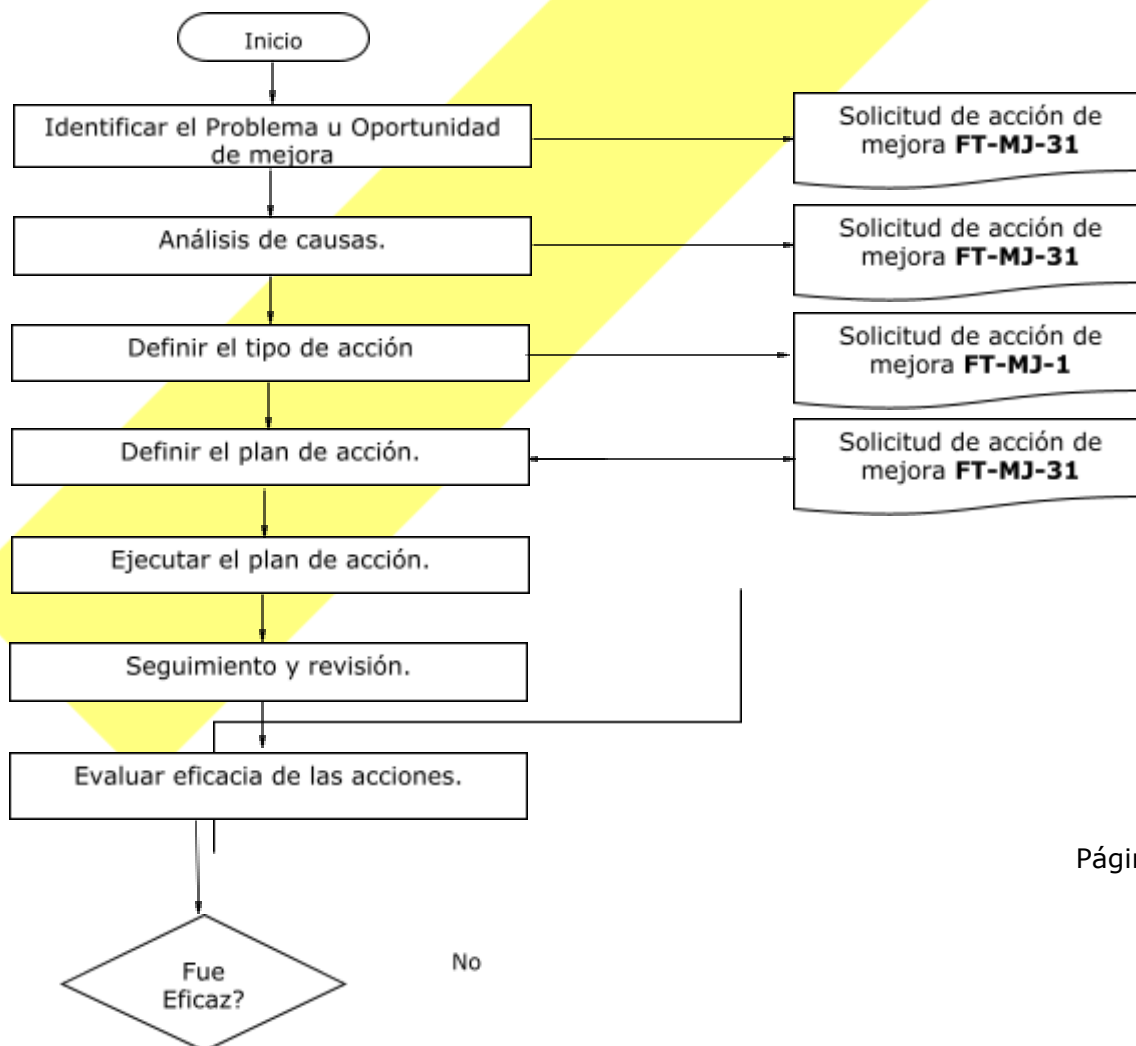 Inicio
Identificar el Problema u Oportunidad
de mejora
Solicitud de acción de
mejora FT-MJ-31
Análisis de causas.
Solicitud de acción de
mejora FT-MJ-31
Definir el tipo de acción
Solicitud de acción de
mejora FT-MJ-1
Definir el plan de acción.
Solicitud de acción de
mejora FT-MJ-31
Ejecutar el plan de acción.
Seguimiento y revisión.
Evaluar eficacia de las acciones.
Fue
Eficaz?
No